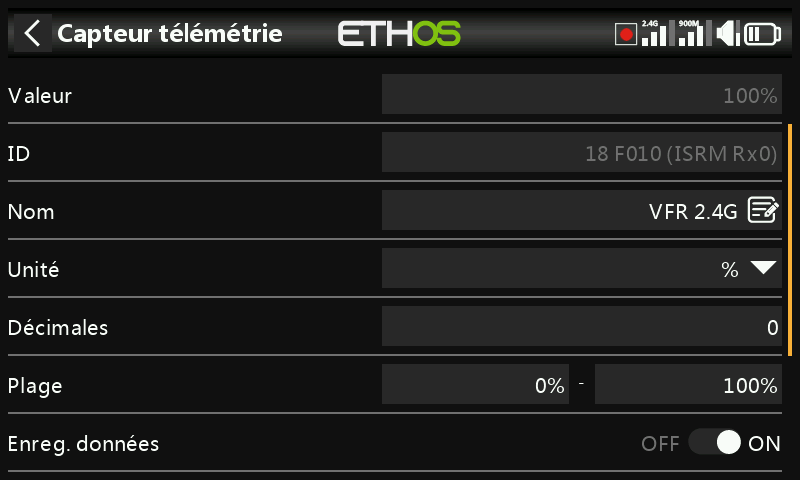 Capteur télémétrie ETHOS 2.4G 900M
Valeur 100%
ID 18 F010 (ISRM Rx0)
Nom VFR 2.4G
Unité %
Décimales 0
Plage 0% - 100%
Enreg. données OFF ON